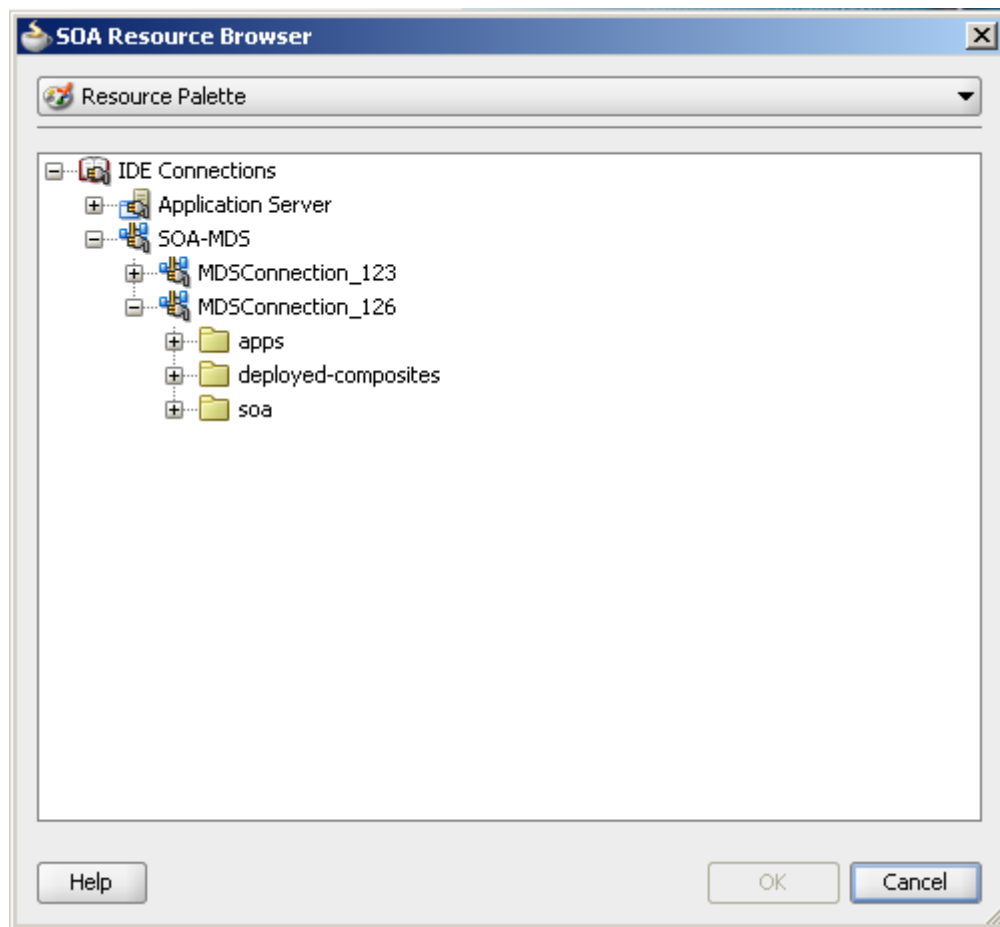 SOA Resource Browser
Resource Palette
IDE Connections
Application Server
SOA-MDS
MDSConnection_123
MDSConnection_126
apps
deployed-composites
soa
Help
OK
Cancel